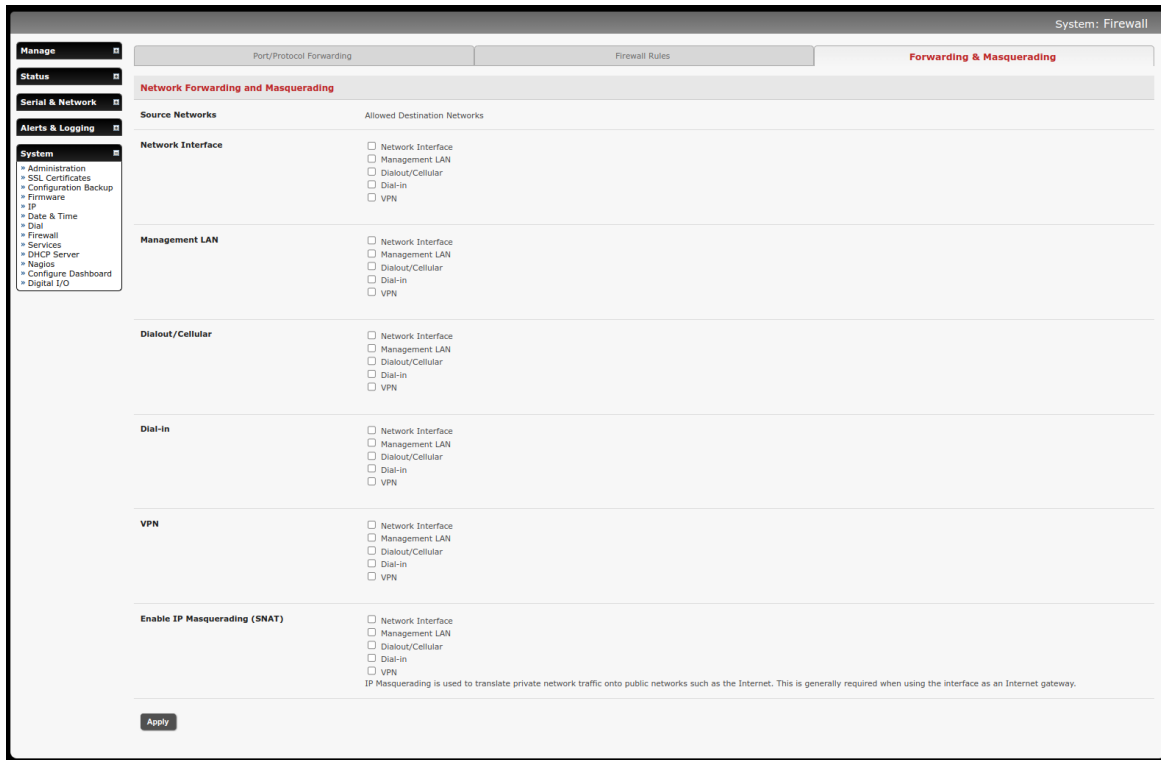 System: Firewall
Manage
Status
Serial & Network
Alerts & Logging
System
» Administration
» SSL Certificates
» Configuration Backup
» Firmware
» IP
» Date & Time
» Dial
» Firewall
» Services
» DHCP Server
» Nagios
» Configure Dashboard
» Digital I/O
Port/Protocol Forwarding
Firewall Rules
Forwarding & Masquerading
Network Forwarding and Masquerading
Source Networks
Allowed Destination Networks
Network Interface
Network Interface
Management LAN
Dialout/Cellular
Dial-in
VPN
Management LAN
Network Interface
Management LAN
Dialout/Cellular
Dial-in
VPN
Dialout/Cellular
Network Interface
Management LAN
Dialout/Cellular
Dial-in
VPN
Dial-in
Network Interface
Management LAN
Dialout/Cellular
Dial-in
VPN
VPN
Network Interface
Management LAN
Dialout/Cellular
Dial-in
VPN
Enable IP Masquerading (SNAT)
Network Interface
Management LAN
Dialout/Cellular
Dial-in
VPN
IP Masquerading is used to translate private network traffic onto public networks such as the Internet. This is generally required when using the interface as an Internet gateway.
Apply